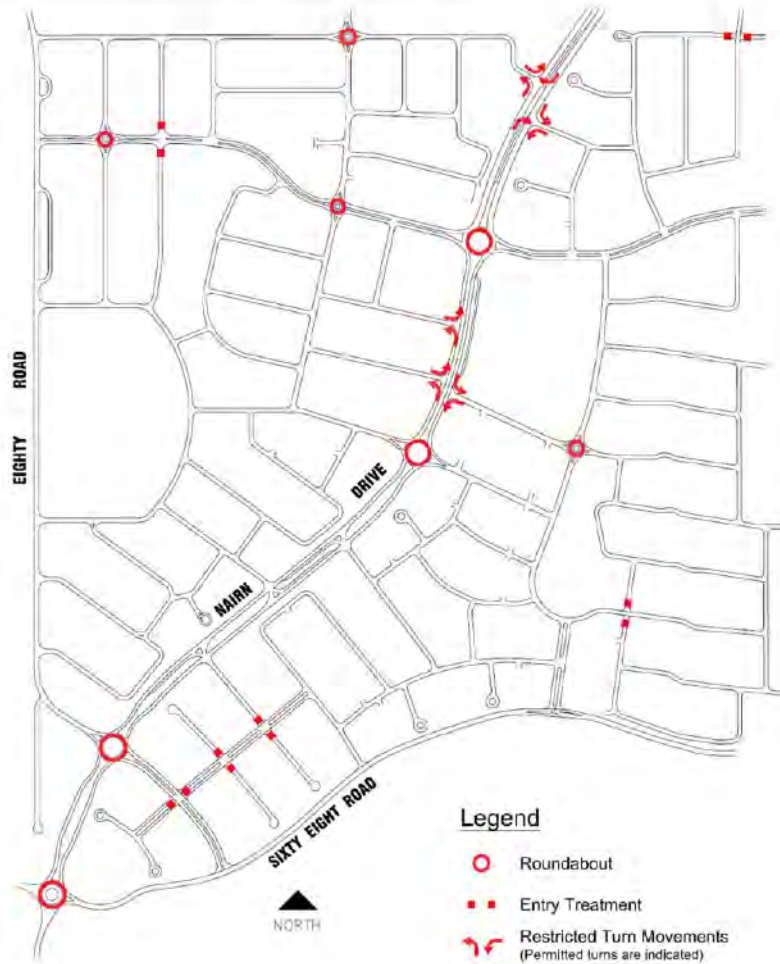 EIGHTY ROAD
NAIRN DRIVE
SIXTY EIGHT ROAD
NORTH
Legend
Roundabout
Entry Treatment
Restricted Turn Movements
(Permitted turns are indicated)